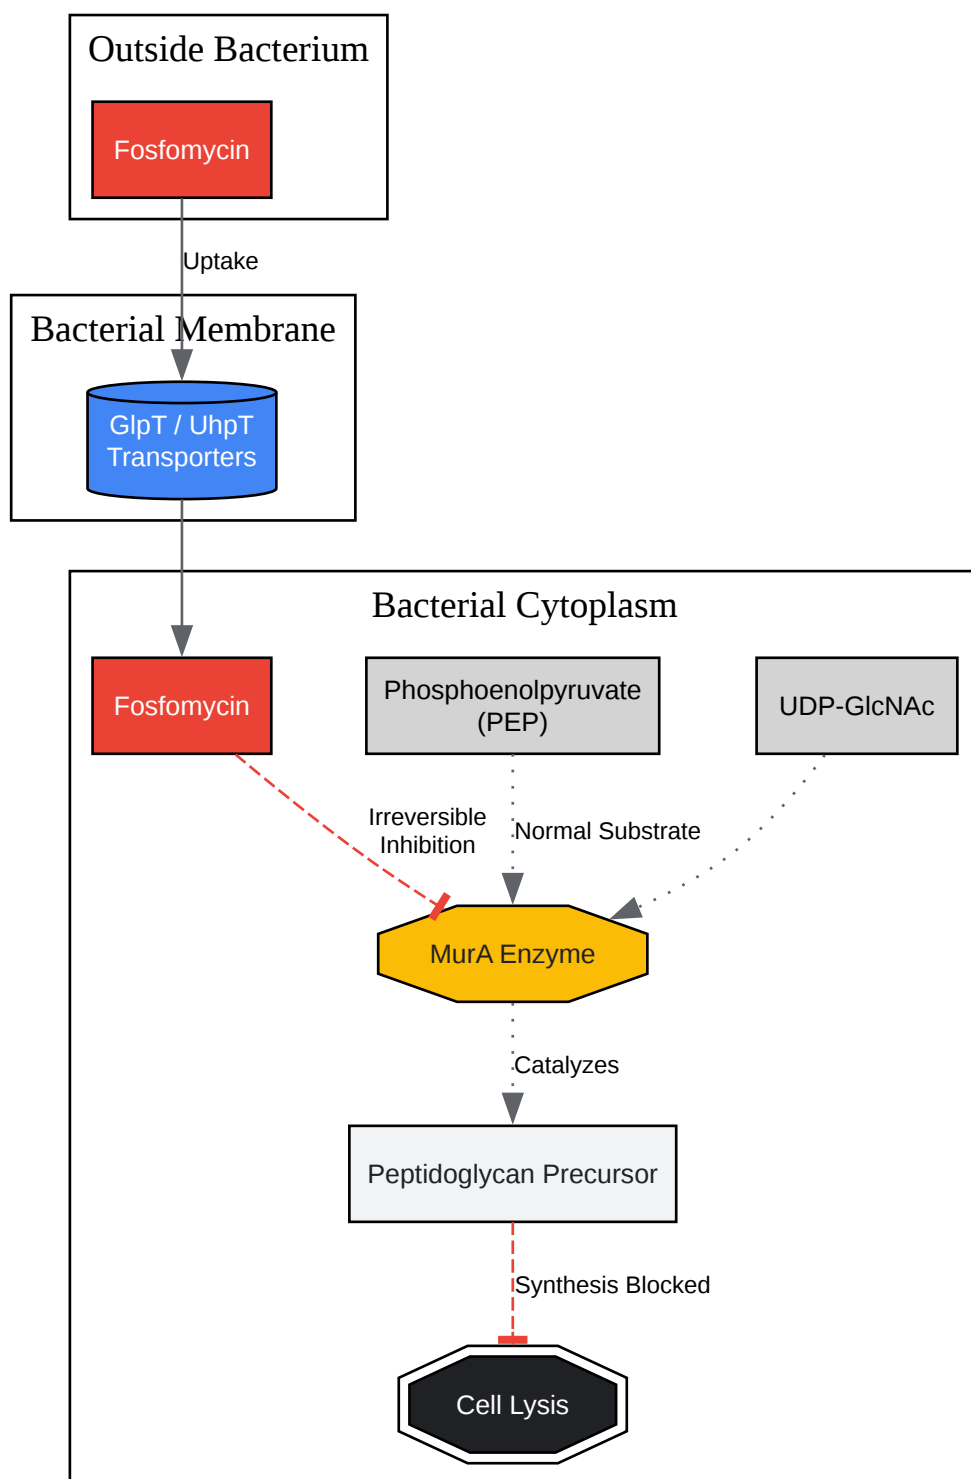 Outside Bacterium
Fosfomycin
Uptake
Bacterial Membrane
GlpT / UhpT
Transporters
Bacterial Cytoplasm
Fosfomycin
Phosphoenolpyruvate
(PEP)
UDP-GlcNAc
Irreversible
Inhibition
Normal Substrate
MurA Enzyme
Catalyzes
Peptidoglycan Precursor
Synthesis Blocked
Cell Lysis